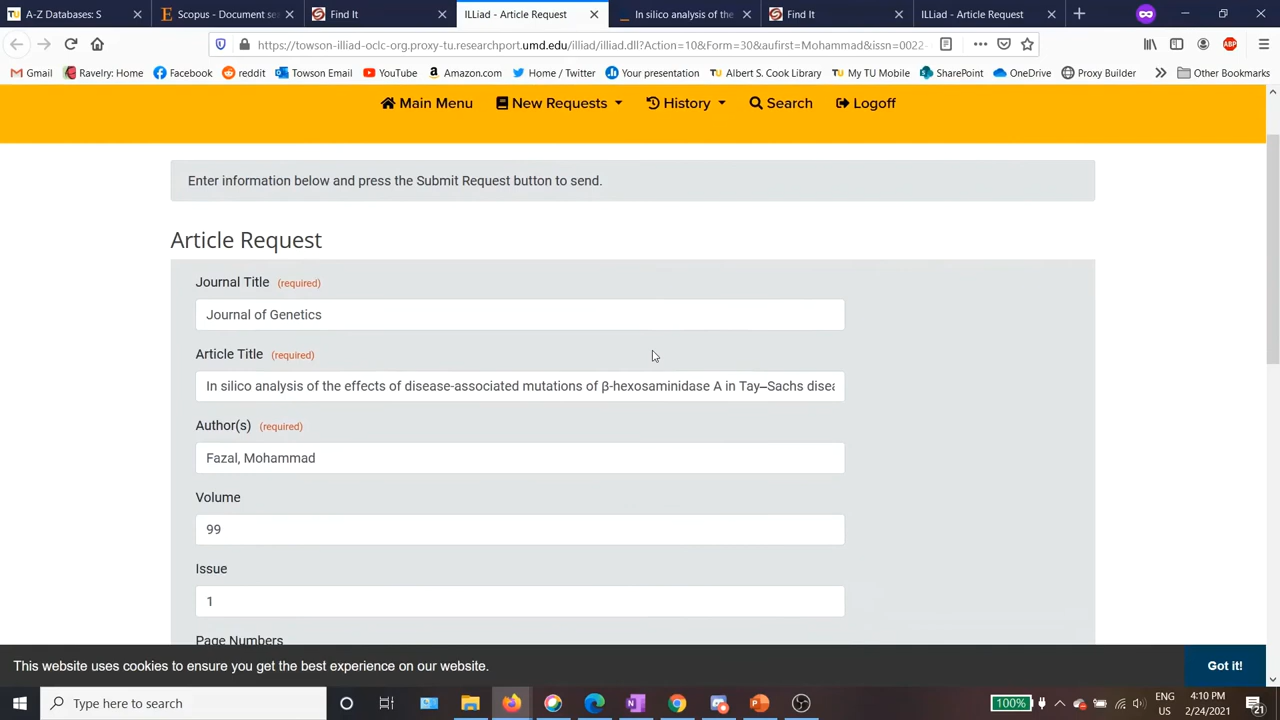 A-Z Databases: S
Scopus - Document se
Find It
ILLiad - Article Request
In silico analysis of the
Find It
ILLiad - Article Request
https://towson-illiad-oclc-org.proxy-tu.researchport.umd.edu/illiad/illiad.dll?Action=10&Form=30&aufirst=Mohammad&issn=0022
ABP
Gmail
Ravelry: Home
Facebook
reddit
Towson Email
YouTube
Amazon.com
Home / Twitter
Your presentation
TU Albert S. Cook Library
TU My TU Mobile
SharePoint
OneDrive
Proxy Builder
Other Bookmarks
Main Menu
New Requests
History
Search
Logoff
Enter information below and press the Submit Request button to send.
Article Request
Journal Title (required)
Journal of Genetics
Article Title (required)
In silico analysis of the effects of disease-associated mutations of β-hexosaminidase A in Tay‒Sachs disea
Author(s) (required)
Fazal, Mohammad
Volume
99
Issue
1
Page Numbers
This website uses cookies to ensure you get the best experience on our website.
Got it!
Type here to search
100%
ENG
US
4:10 PM
2/24/2021
21